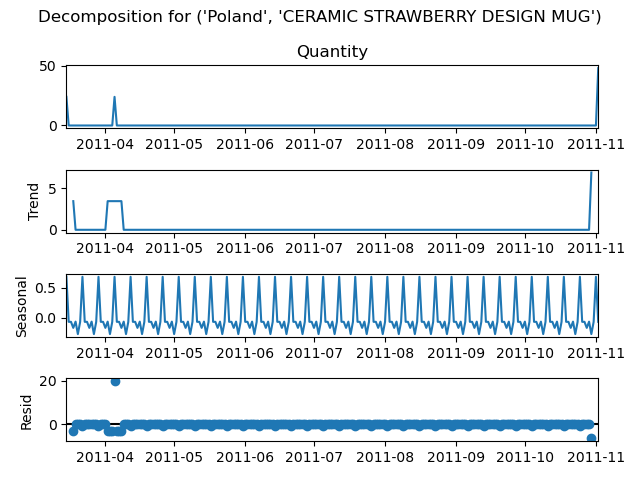 Decomposition for ('Poland', 'CERAMIC STRAWBERRY DESIGN MUG')
Quantity
50
0
2011-04 2011-05 2011-06 2011-07 2011-08 2011-09 2011-10 2011-11
Trend
5
0
2011-04 2011-05 2011-06 2011-07 2011-08 2011-09 2011-10 2011-11
Seasonal
0.5
0.0
2011-04 2011-05 2011-06 2011-07 2011-08 2011-09 2011-10 2011-11
Resid
20
0
2011-04 2011-05 2011-06 2011-07 2011-08 2011-09 2011-10 2011-11